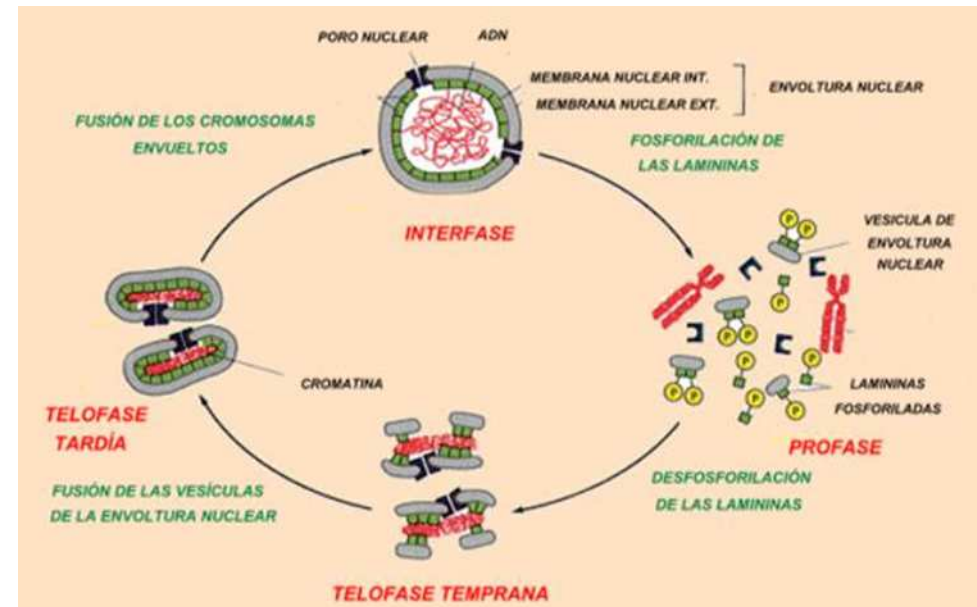 PORO NUCLEAR
ADN
MEMBRANA NUCLEAR INT.
MEMBRANA NUCLEAR EXT.
ENVOLTURA NUCLEAR
FUSIÓN DE LOS CROMOSOMAS
ENVUELTOS
FOSFORILACIÓN DE
LAS LAMININAS
INTERFASE
VESICULA DE
ENVOLTURA
NUCLEAR
P P
P
P P
P P
P
P
P
P
LAMININAS
FOSFORILADAS
PROFASE
CROMATINA
TELOFASE
TARDÍA
FUSIÓN DE LAS VESÍCULAS
DE LA ENVOLTURA NUCLEAR
DESFOSFORILACIÓN
DE LAS LAMININAS
TELOFASE TEMPRANA